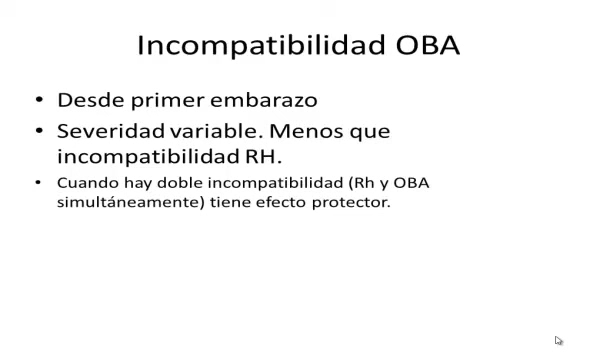 Incompatibilidad OBA
• Desde primer embarazo
• Severidad variable. Menos que
incompatibilidad RH.
• Cuando hay doble incompatibilidad (Rh y OBA
simultáneamente) tiene efecto protector.